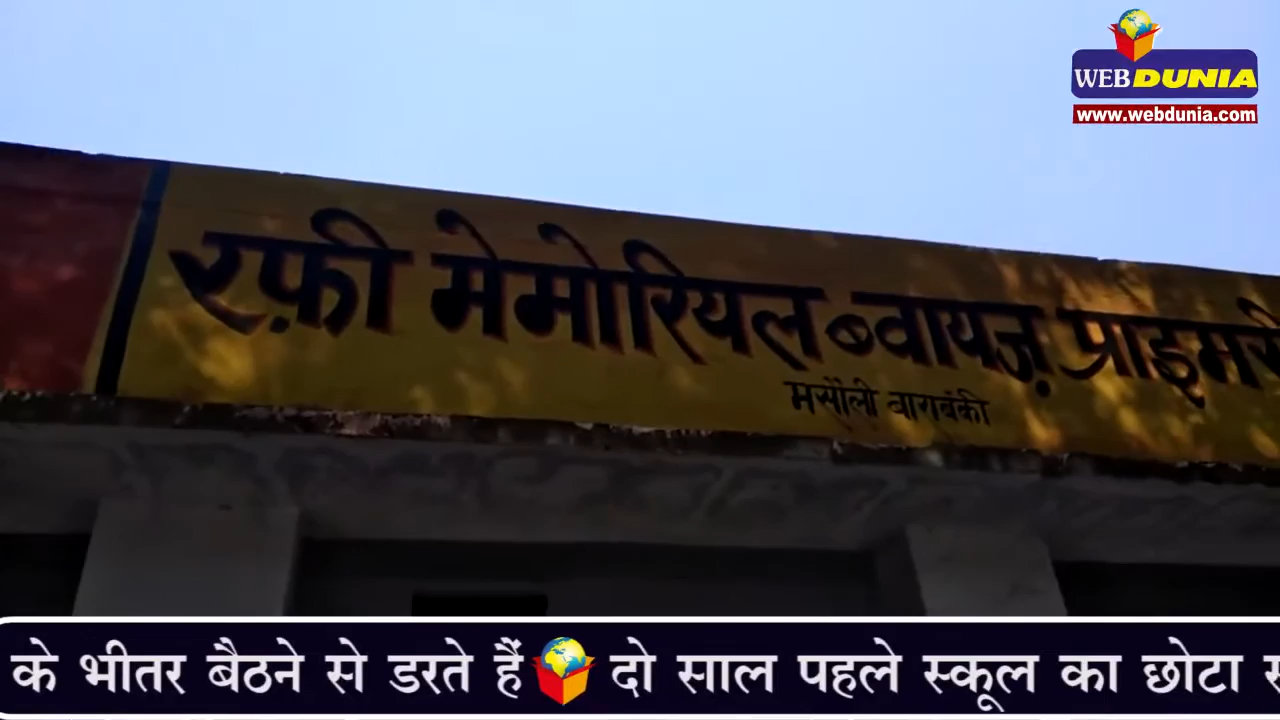 WEBDUNIA
www.webdunia.com
रफ़ी मेमोरियल ब्वायज़ प्राइमरी
मसौली बाराबंकी
के भीतर बैठने से डरते हैं दो साल पहले स्कूल का छोटा